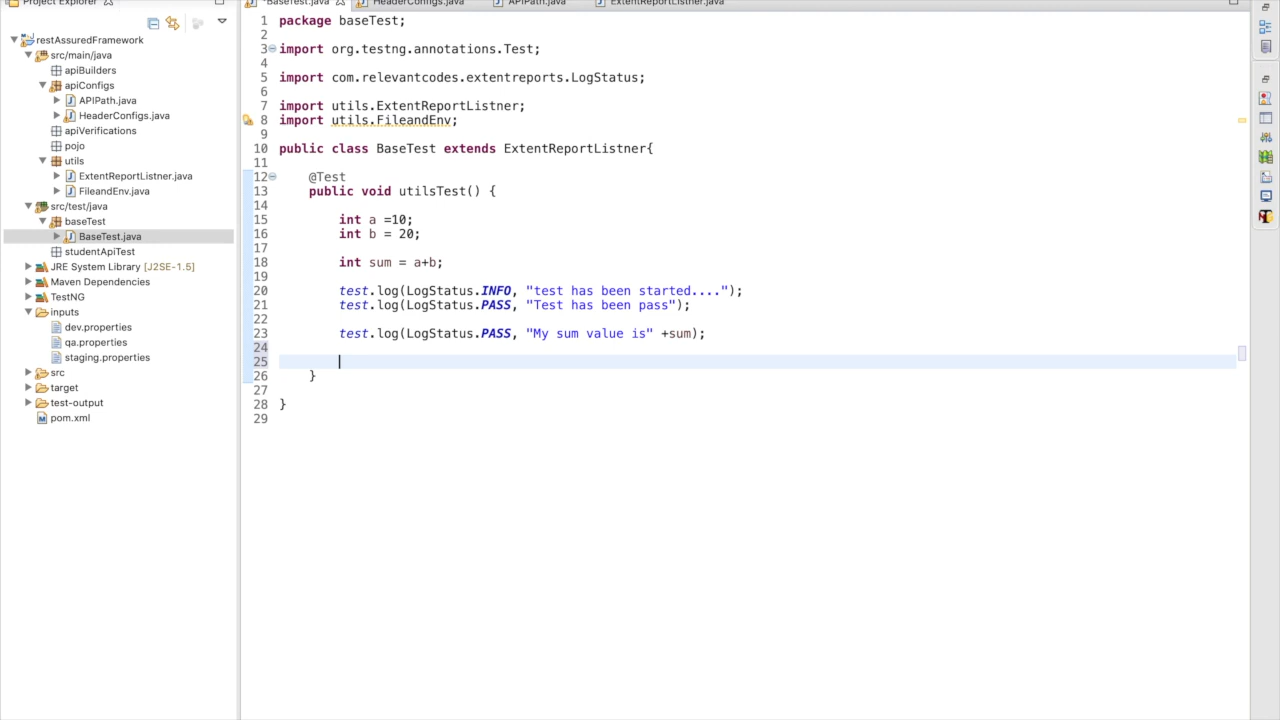 Project Explorer
*BaseTest.java
HeaderConfigs.java
APIPath.java
ExtentReportListner.java
restAssuredFramework
src/main/java
apiBuilders
apiConfigs
APIPath.java
HeaderConfigs.java
apiVerifications
pojo
utils
ExtentReportListner.java
FileandEnv.java
src/test/java
baseTest
BaseTest.java
studentApiTest
JRE System Library [J2SE-1.5]
Maven Dependencies
TestNG
inputs
dev.properties
qa.properties
staging.properties
src
target
test-output
pom.xml
1 package baseTest;
2
3 import org.testng.annotations.Test;
4
5 import com.relevantcodes.extentreports.LogStatus;
6
7 import utils.ExtentReportListner;
8 import utils.FileandEnv;
9
10 public class BaseTest extends ExtentReportListner{
11
12 @Test
13 public void utilsTest() {
14
15 int a =10;
16 int b = 20;
17
18 int sum = a+b;
19
20 test.log(LogStatus.INFO, "test has been started....");
21 test.log(LogStatus.PASS, "Test has been pass");
22
23 test.log(LogStatus.PASS, "My sum value is" +sum);
24
25
26 }
27
28 }
29